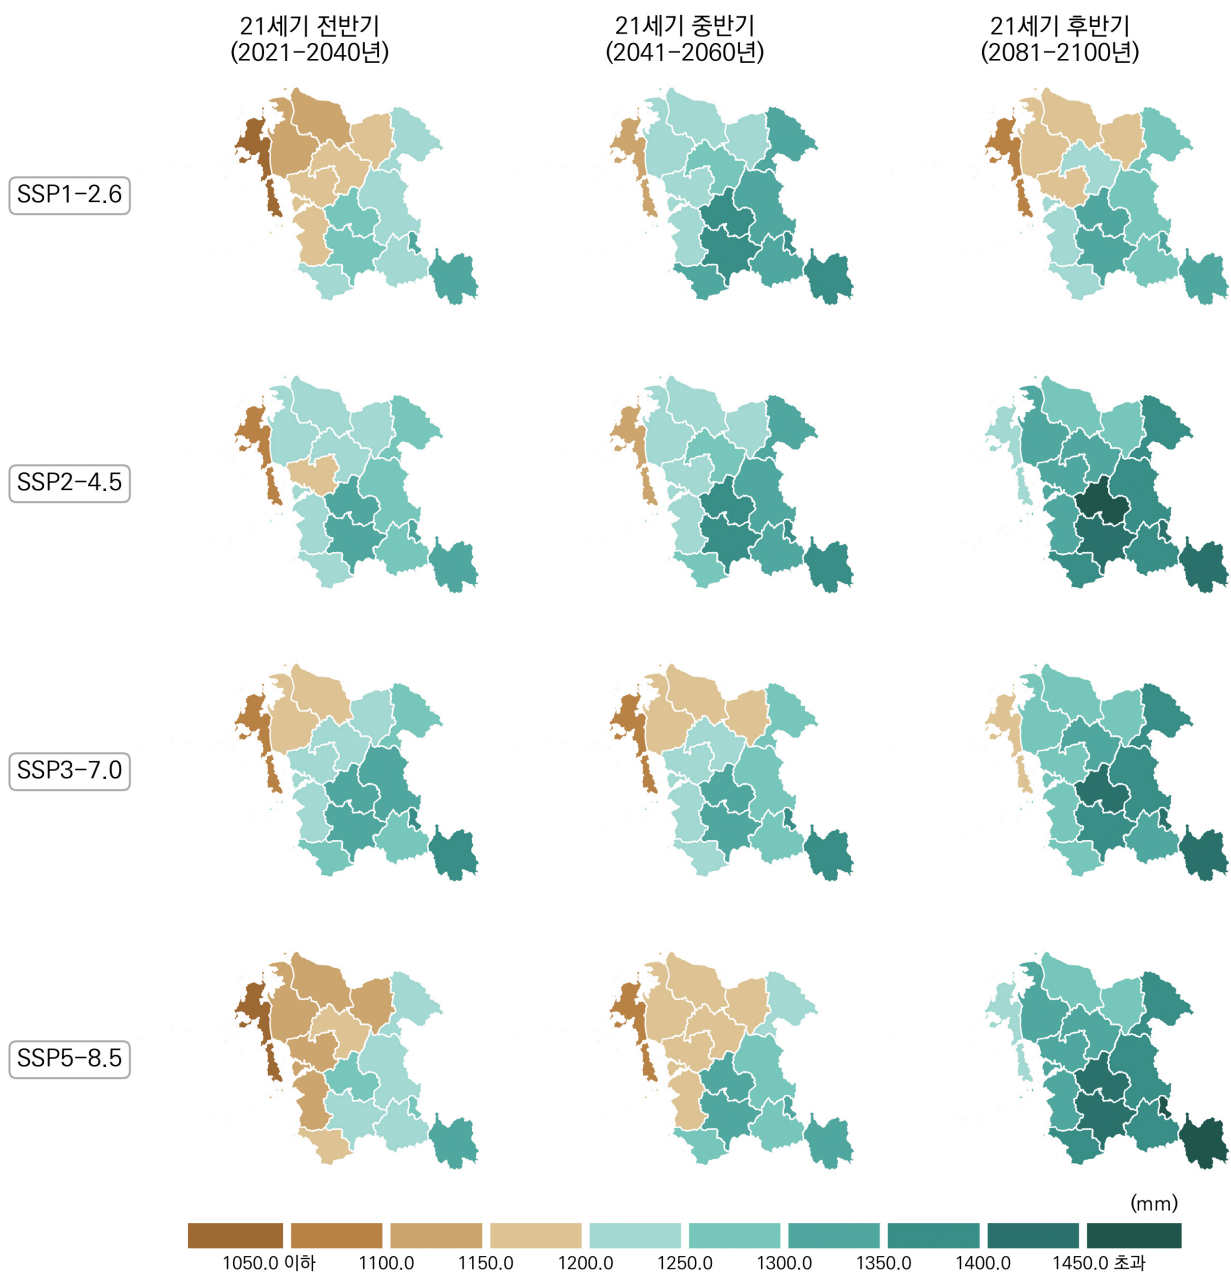 21세기 전반기
(2021-2040년)
21세기 중반기
(2041-2060년)
21세기 후반기
(2081-2100년)
SSP1-2.6
SSP2-4.5
SSP3-7.0
SSP5-8.5
(mm)
1050.0 이하 1100.0 1150.0 1200.0 1250.0 1300.0 1350.0 1400.0 1450.0 초과